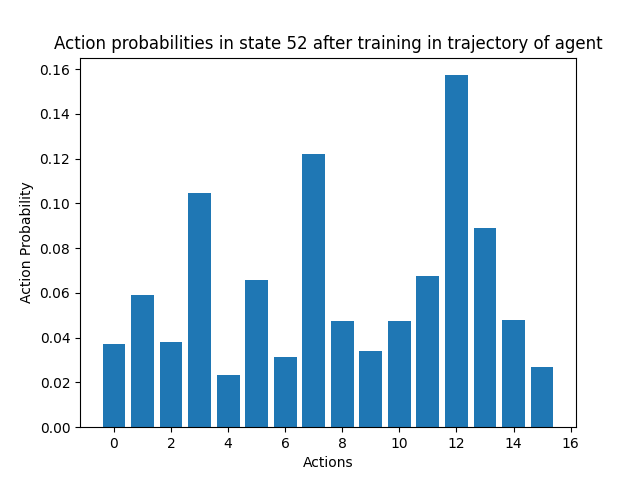 Action probabilities in state 52 after training in trajectory of agent
0.16
0.14
0.12
0.10
0.08
0.06
0.04
0.02
0.00
Action Probability
0 2 4 6 8 10 12 14 16
Actions